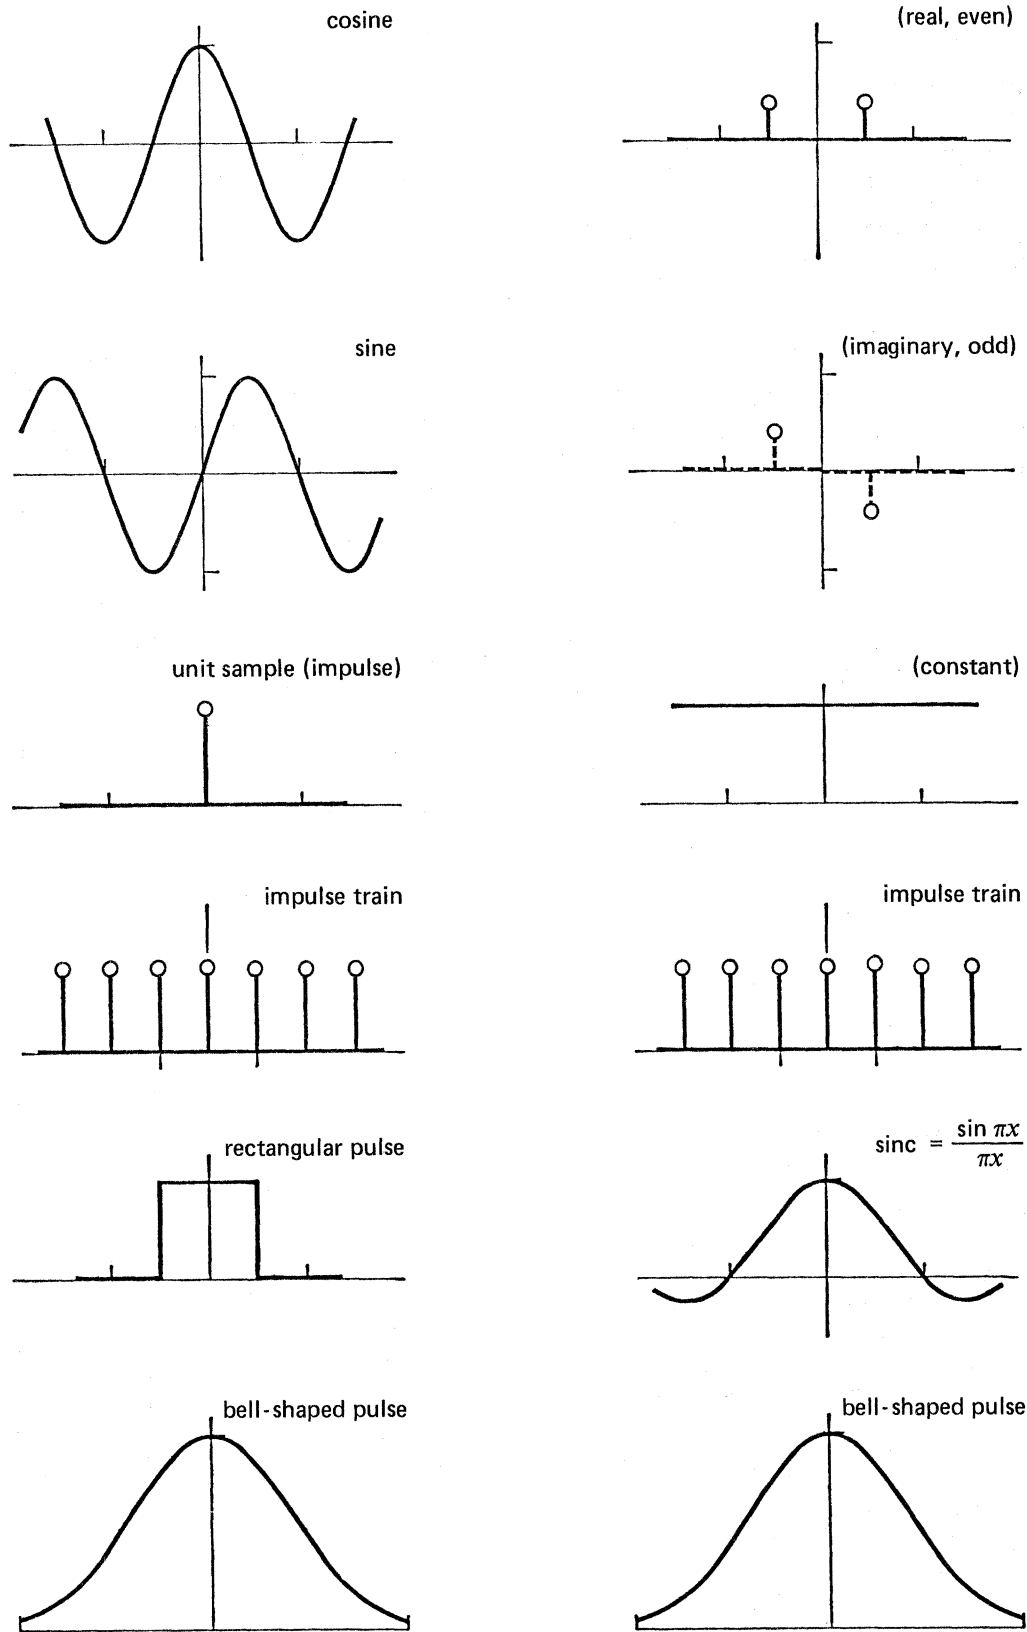 cosine
(real, even)
sine
(imaginary, odd)
unit sample (impulse)
(constant)
impulse train
impulse train
rectangular pulse
sinc = sin πx / πx
bell-shaped pulse
bell-shaped pulse